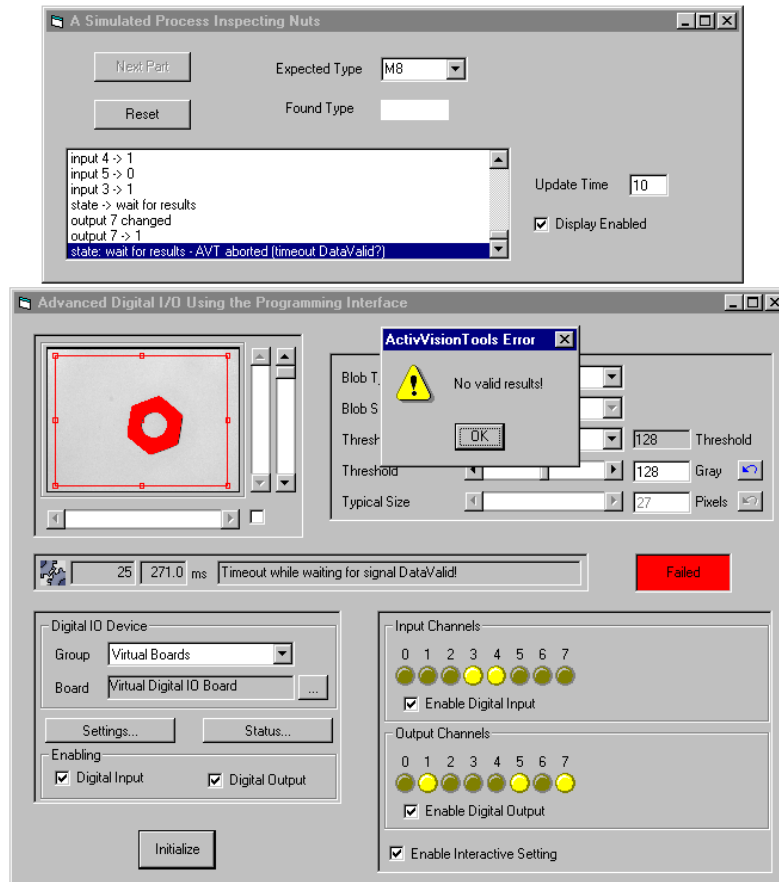 A Simulated Process Inspecting Nuts
Next Part
Expected Type M8
Reset
Found Type
input 4 -> 1
input 5 -> 0
input 3 -> 1
state -> wait for results
output 7 changed
output 7 -> 1
state: wait for results - AVT aborted (timeout DataValid?)
Update Time 10
Display Enabled
Advanced Digital I/O Using the Programming Interface
ActivVisionTools Error
No valid results!
OK
Blob T
Blob S
Thresh 128 Threshold
Threshold 128 Gray
Typical Size 27 Pixels
25 271.0 ms Timeout while waiting for signal DataValid!
Failed
Digital IO Device
Group Virtual Boards
Board Virtual Digital IO Board ...
Settings... Status...
Enabling
Digital Input Digital Output
Initialize
Input Channels
0 1 2 3 4 5 6 7
Enable Digital Input
Output Channels
0 1 2 3 4 5 6 7
Enable Digital Output
Enable Interactive Setting